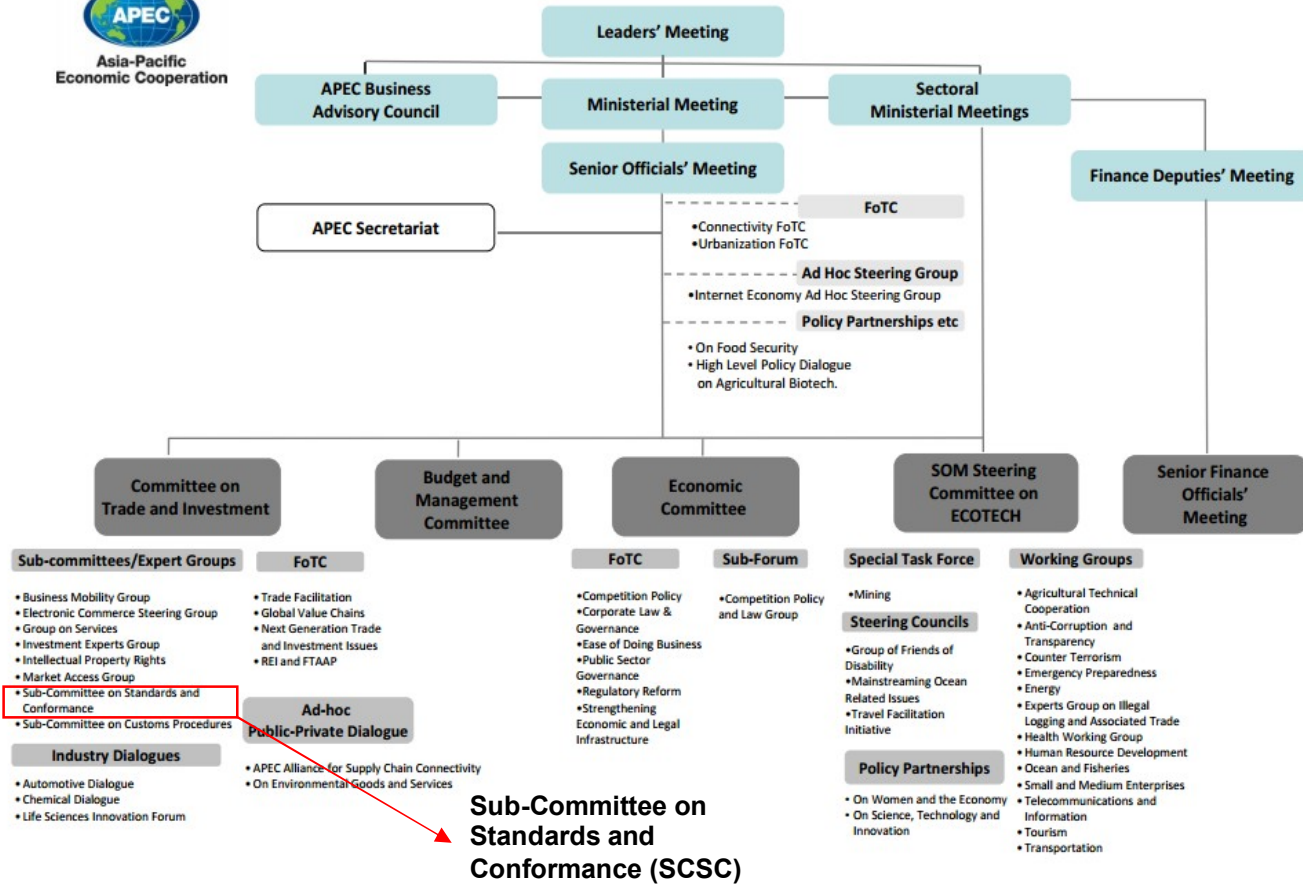 APEC
Asia-Pacific
Economic Cooperation
Leaders' Meeting
APEC Business
Advisory Council
Ministerial Meeting
Sectoral
Ministerial Meetings
Senior Officials' Meeting
Finance Deputies' Meeting
APEC Secretariat
FoTC
•Connectivity FoTC
•Urbanization FoTC
Ad Hoc Steering Group
•Internet Economy Ad Hoc Steering Group
Policy Partnerships etc
• On Food Security
• High Level Policy Dialogue
on Agricultural Biotech.
Committee on
Trade and Investment
Budget and
Management
Committee
Economic
Committee
SOM Steering
Committee on
ECOTECH
Senior Finance
Officials'
Meeting
Sub-committees/Expert Groups
• Business Mobility Group
• Electronic Commerce Steering Group
• Group on Services
• Investment Experts Group
• Intellectual Property Rights
• Market Access Group
• Sub-Committee on Standards and
Conformance
• Sub-Committee on Customs Procedures
Industry Dialogues
• Automotive Dialogue
• Chemical Dialogue
• Life Sciences Innovation Forum
FoTC
• Trade Facilitation
• Global Value Chains
• Next Generation Trade
and Investment Issues
• REI and FTAAP
Ad-hoc
Public-Private Dialogue
• APEC Alliance for Supply Chain Connectivity
• On Environmental Goods and Services
Sub-Committee on
Standards and
Conformance (SCSC)
FoTC
•Competition Policy
•Corporate Law &
Governance
•Ease of Doing Business
•Public Sector
Governance
•Regulatory Reform
•Strengthening
Economic and Legal
Infrastructure
Sub-Forum
•Competition Policy
and Law Group
Special Task Force
•Mining
Steering Councils
•Group of Friends of
Disability
•Mainstreaming Ocean
Related Issues
•Travel Facilitation
Initiative
Policy Partnerships
• On Women and the Economy
• On Science, Technology and
Innovation
Working Groups
• Agricultural Technical
Cooperation
• Anti-Corruption and
Transparency
• Counter Terrorism
• Emergency Preparedness
• Energy
• Experts Group on Illegal
Logging and Associated Trade
• Health Working Group
• Human Resource Development
• Ocean and Fisheries
• Small and Medium Enterprises
• Telecommunications and
Information
• Tourism
• Transportation